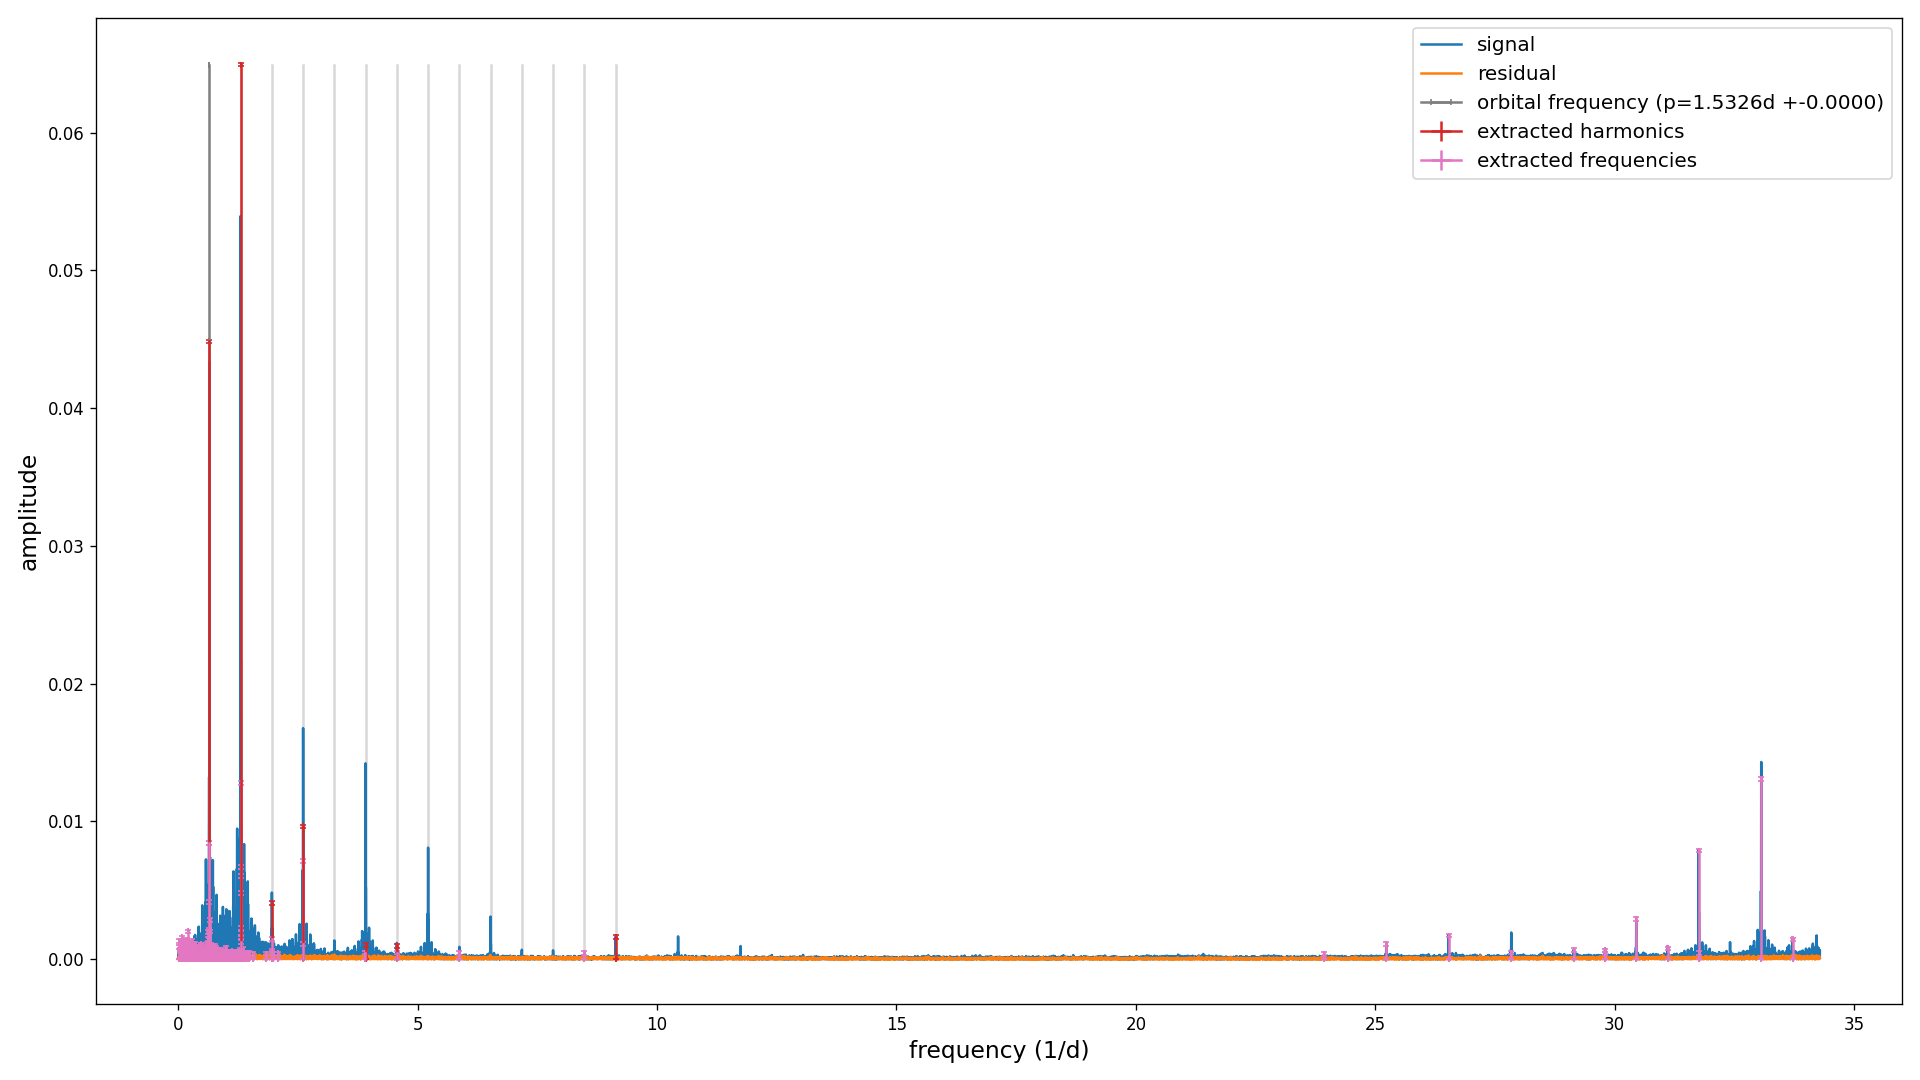 signal
residual
orbital frequency (p=1.5326d +-0.0000)
extracted harmonics
extracted frequencies
amplitude
0.06
0.05
0.04
0.03
0.02
0.01
0.00
0 5 10 15 20 25 30 35
frequency (1/d)